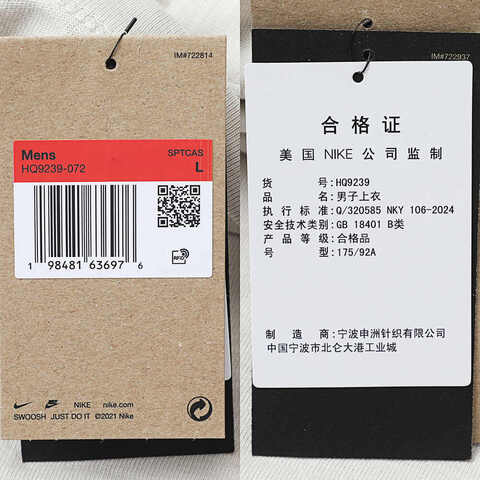 IM#722814
Mens
SPTCAS
HQ9239-072
L
1 98481 63697 6
RFID
NIKE nike.com
SWOOSH JUST DO IT ©2021 Nike
IM#722937
合格证
美国 NIKE 公司监制
货号:HQ9239
品名:男子上衣
执行标准:Q/320585 NKY 106-2024
安全技术类别:GB 18401 B类
产品等级:合格品
号型:175/92A
制造商:宁波申洲针织有限公司
中国宁波市北仑大港工业城